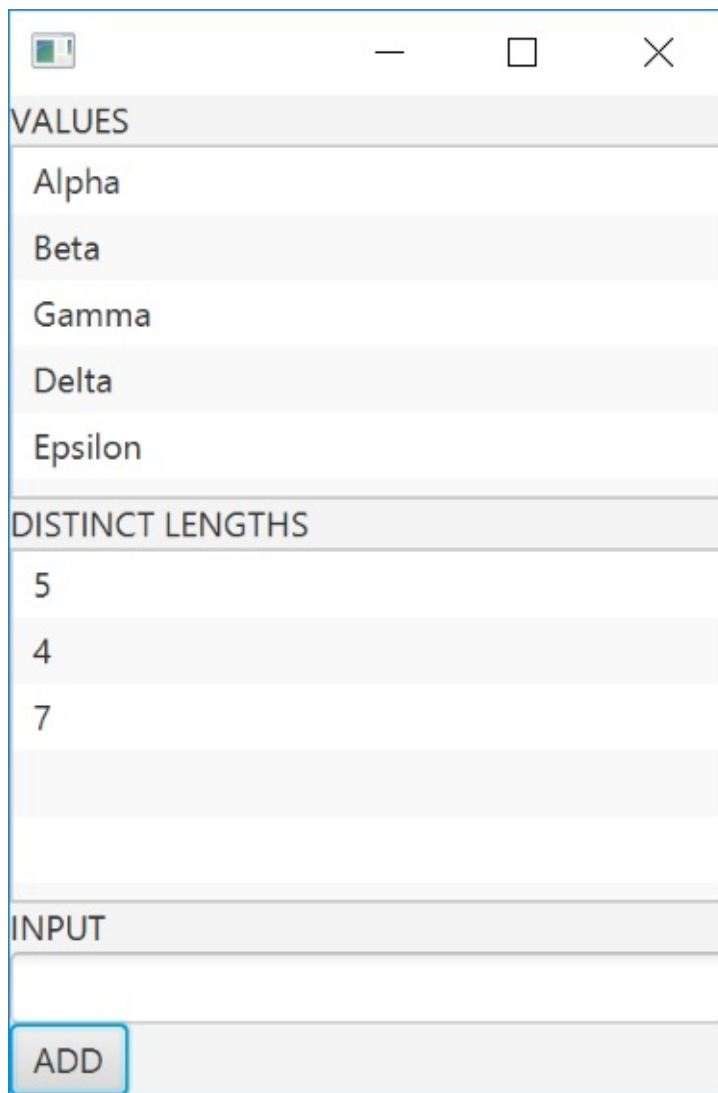 VALUES
Alpha
Beta
Gamma
Delta
Epsilon
DISTINCT LENGTHS
5
4
7
INPUT
ADD